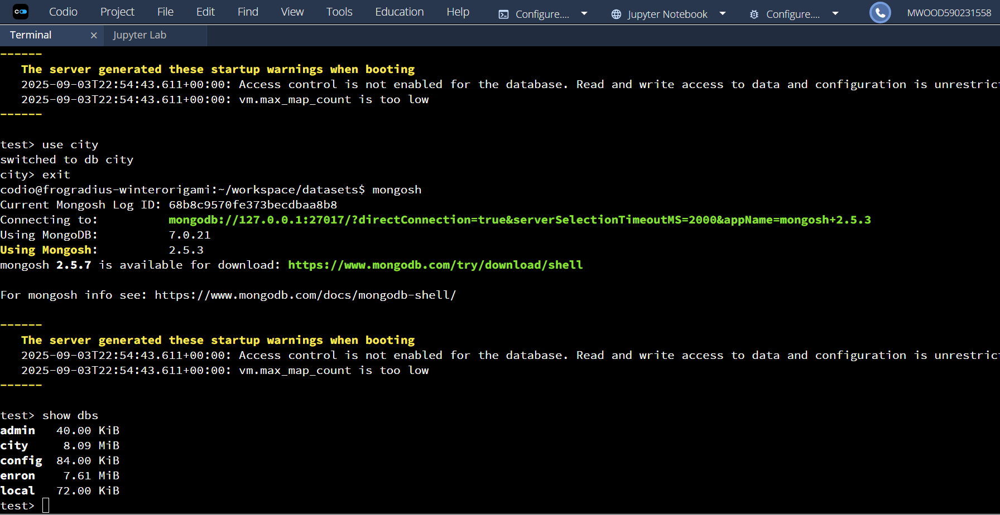 Codio Project File Edit Find View Tools Education Help Configure.... Jupyter Notebook Configure.... MWOOD590231558
Terminal × Jupyter Lab
------
   The server generated these startup warnings when booting
   2025-09-03T22:54:43.611+00:00: Access control is not enabled for the database. Read and write access to data and configuration is unrestric
   2025-09-03T22:54:43.611+00:00: vm.max_map_count is too low
------
test> use city
switched to db city
city> exit
codio@frogradius-winterorigami:~/workspace/datasets$ mongosh
Current Mongosh Log ID: 68b8c9570fe373becdbaa8b8
Connecting to:          mongodb://127.0.0.1:27017/?directConnection=true&serverSelectionTimeoutMS=2000&appName=mongosh+2.5.3
Using MongoDB:          7.0.21
Using Mongosh:          2.5.3
mongosh 2.5.7 is available for download: https://www.mongodb.com/try/download/shell
For mongosh info see: https://www.mongodb.com/docs/mongodb-shell/
------
   The server generated these startup warnings when booting
   2025-09-03T22:54:43.611+00:00: Access control is not enabled for the database. Read and write access to data and configuration is unrestric
   2025-09-03T22:54:43.611+00:00: vm.max_map_count is too low
------
test> show dbs
admin   40.00 KiB
city     8.09 MiB
config  84.00 KiB
enron    7.61 MiB
local   72.00 KiB
test>